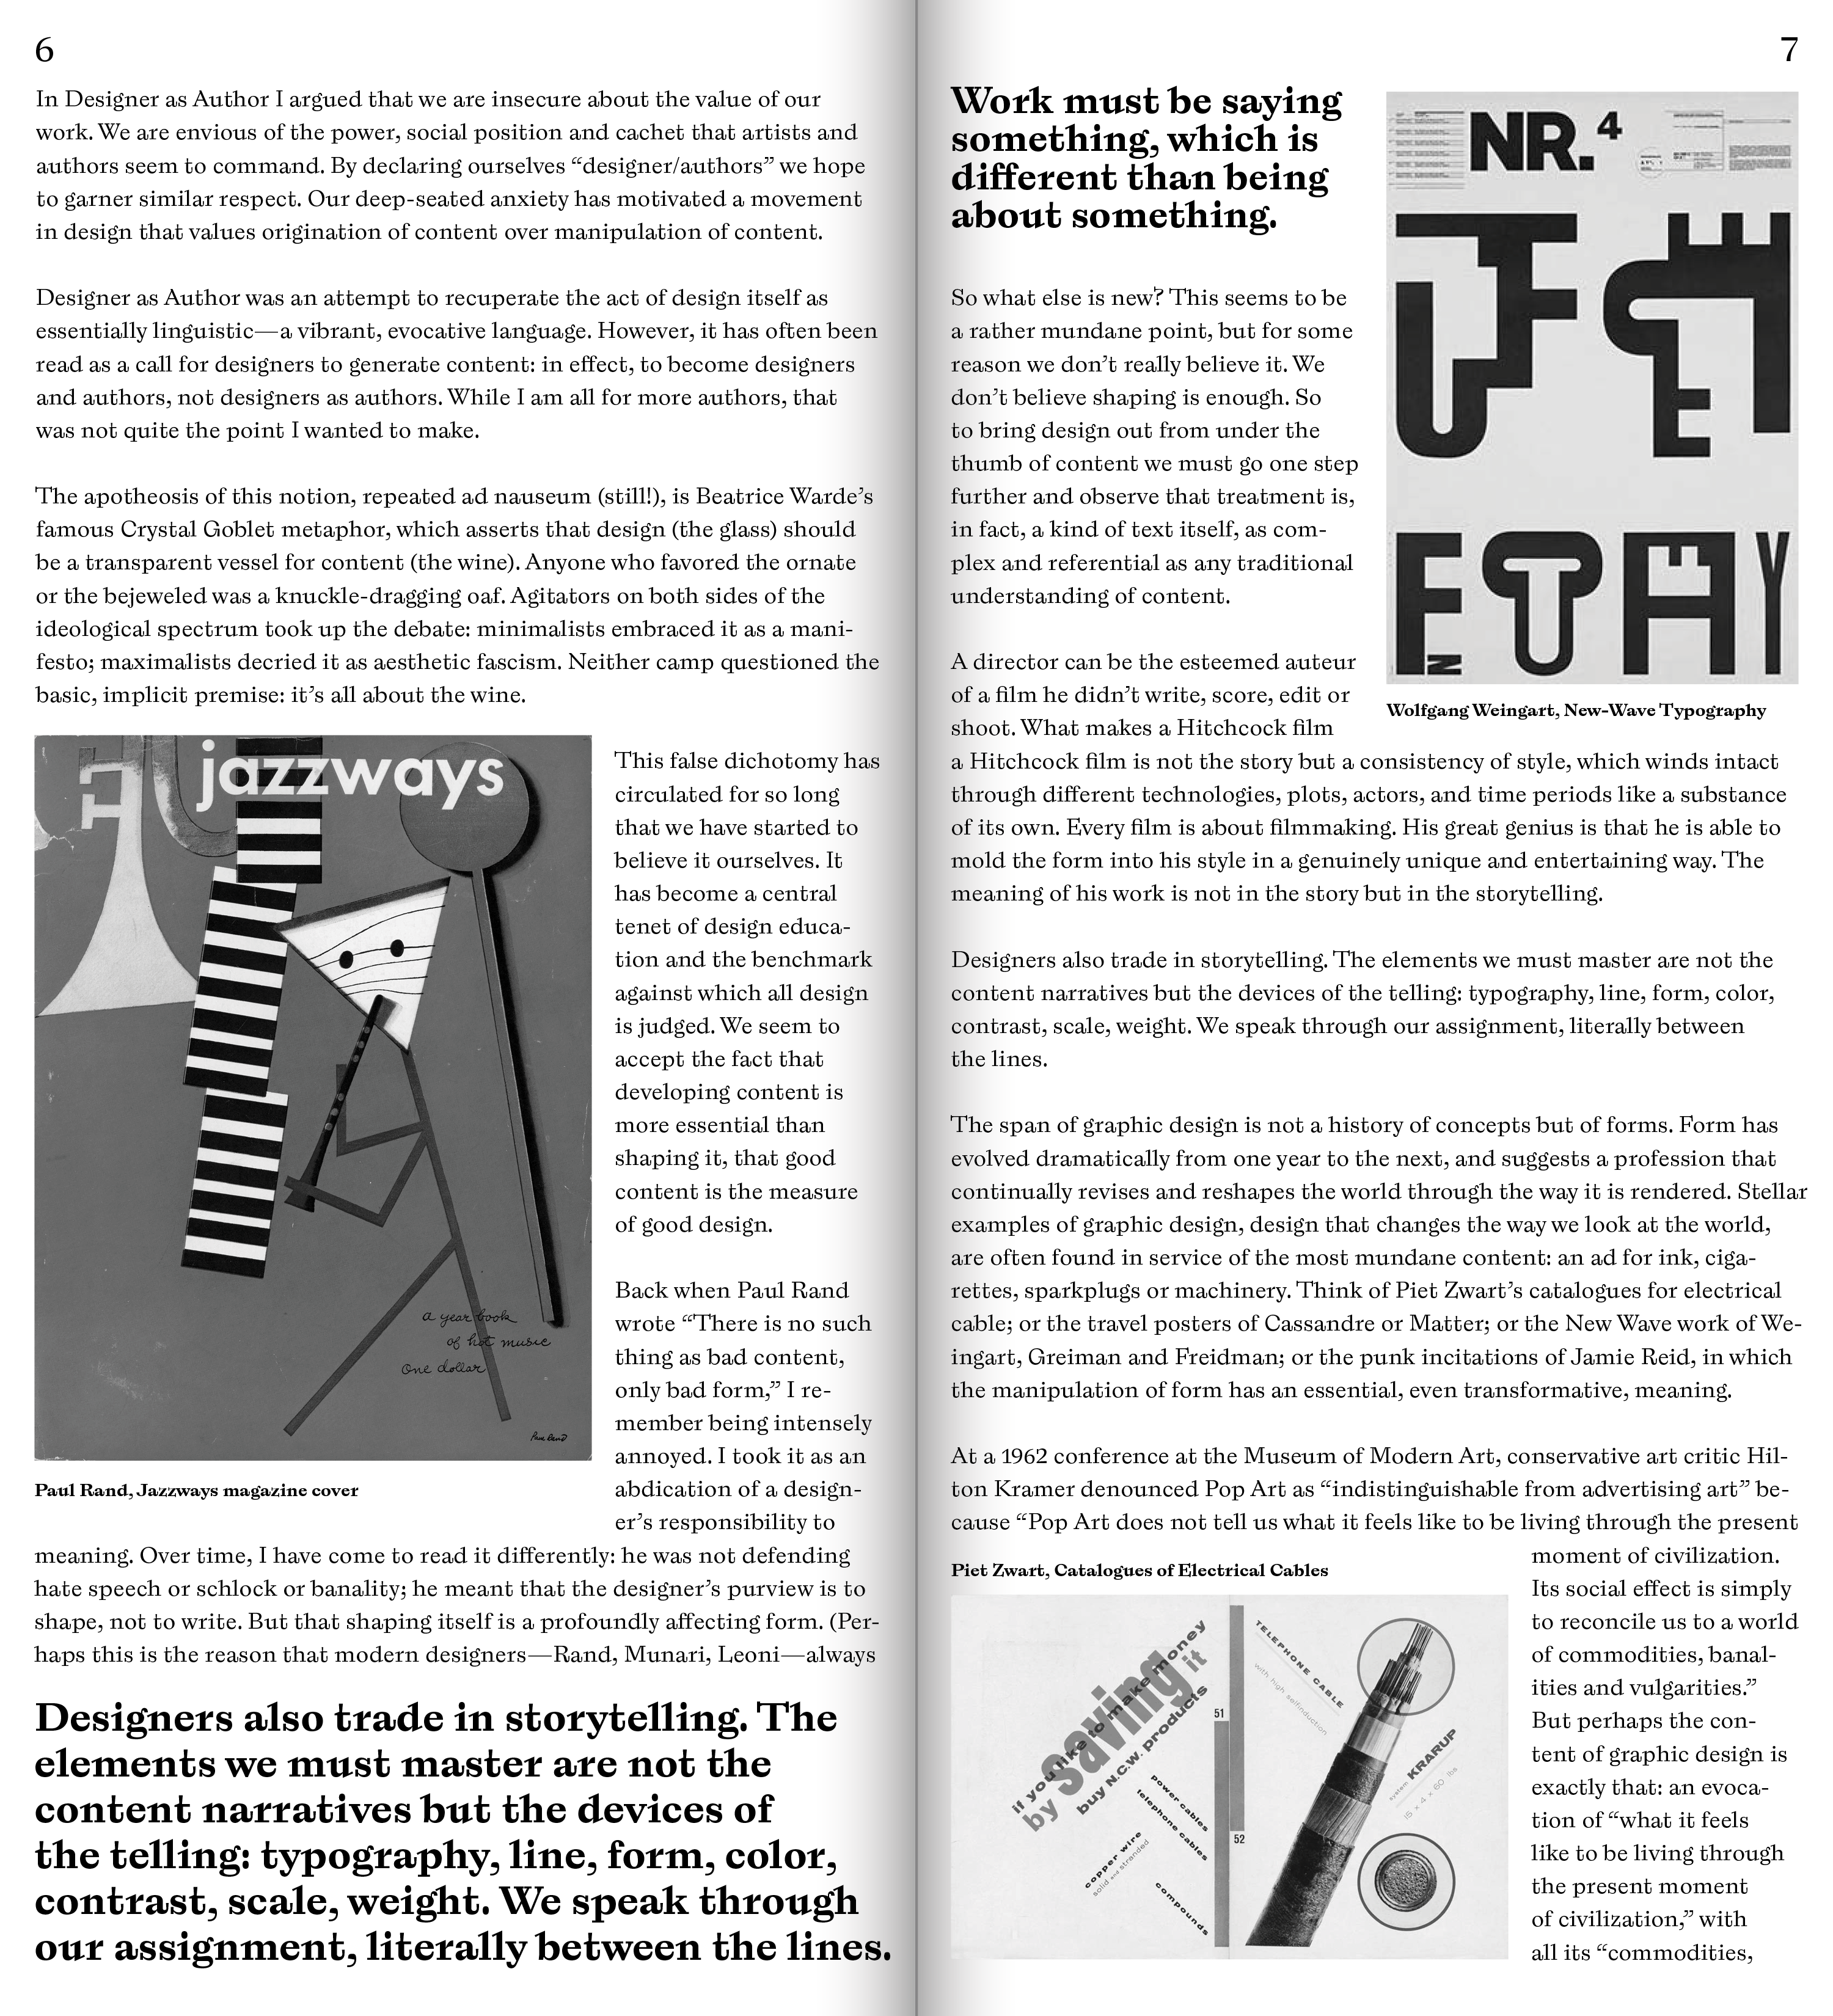 6
In Designer as Author I argued that we are insecure about the value of our
work. We are envious of the power, social position and cachet that artists and
authors seem to command. By declaring ourselves “designer/authors” we hope
to garner similar respect. Our deep-seated anxiety has motivated a movement
in design that values origination of content over manipulation of content.
Designer as Author was an attempt to recuperate the act of design itself as
essentially linguistic—a vibrant, evocative language. However, it has often been
read as a call for designers to generate content: in effect, to become designers
and authors, not designers as authors. While I am all for more authors, that
was not quite the point I wanted to make.
The apotheosis of this notion, repeated ad nauseum (still!), is Beatrice Warde’s
famous Crystal Goblet metaphor, which asserts that design (the glass) should
be a transparent vessel for content (the wine). Anyone who favored the ornate
or the bejeweled was a knuckle-dragging oaf. Agitators on both sides of the
ideological spectrum took up the debate: minimalists embraced it as a mani-
festo; maximalists decried it as aesthetic fascism. Neither camp questioned the
basic, implicit premise: it’s all about the wine.
jazzways
a year book
of hot music
one dollar
Paul Rand
Paul Rand, Jazzways magazine cover
This false dichotomy has
circulated for so long
that we have started to
believe it ourselves. It
has become a central
tenet of design educa-
tion and the benchmark
against which all design
is judged. We seem to
accept the fact that
developing content is
more essential than
shaping it, that good
content is the measure
of good design.
Back when Paul Rand
wrote “There is no such
thing as bad content,
only bad form,” I re-
member being intensely
annoyed. I took it as an
abdication of a design-
er’s responsibility to
meaning. Over time, I have come to read it differently: he was not defending
hate speech or schlock or banality; he meant that the designer’s purview is to
shape, not to write. But that shaping itself is a profoundly affecting form. (Per-
haps this is the reason that modern designers—Rand, Munari, Leoni—always
Designers also trade in storytelling. The
elements we must master are not the
content narratives but the devices of
the telling: typography, line, form, color,
contrast, scale, weight. We speak through
our assignment, literally between the lines.
7
Work must be saying
something, which is
different than being
about something.
So what else is new? This seems to be
a rather mundane point, but for some
reason we don’t really believe it. We
don’t believe shaping is enough. So
to bring design out from under the
thumb of content we must go one step
further and observe that treatment is,
in fact, a kind of text itself, as com-
plex and referential as any traditional
understanding of content.
NR.4
Wolfgang Weingart, New-Wave Typography
A director can be the esteemed auteur
of a film he didn’t write, score, edit or
shoot. What makes a Hitchcock film
a Hitchcock film is not the story but a consistency of style, which winds intact
through different technologies, plots, actors, and time periods like a substance
of its own. Every film is about filmmaking. His great genius is that he is able to
mold the form into his style in a genuinely unique and entertaining way. The
meaning of his work is not in the story but in the storytelling.
Designers also trade in storytelling. The elements we must master are not the
content narratives but the devices of the telling: typography, line, form, color,
contrast, scale, weight. We speak through our assignment, literally between
the lines.
The span of graphic design is not a history of concepts but of forms. Form has
evolved dramatically from one year to the next, and suggests a profession that
continually revises and reshapes the world through the way it is rendered. Stellar
examples of graphic design, design that changes the way we look at the world,
are often found in service of the most mundane content: an ad for ink, ciga-
rettes, sparkplugs or machinery. Think of Piet Zwart’s catalogues for electrical
cable; or the travel posters of Cassandre or Matter; or the New Wave work of We-
ingart, Greiman and Freidman; or the punk incitations of Jamie Reid, in which
the manipulation of form has an essential, even transformative, meaning.
At a 1962 conference at the Museum of Modern Art, conservative art critic Hil-
ton Kramer denounced Pop Art as “indistinguishable from advertising art” be-
cause “Pop Art does not tell us what it feels like to be living through the present
moment of civilization.
Its social effect is simply
to reconcile us to a world
of commodities, banal-
ities and vulgarities.”
But perhaps the con-
tent of graphic design is
exactly that: an evoca-
tion of “what it feels
like to be living through
the present moment
of civilization,” with
all its “commodities,
Piet Zwart, Catalogues of Electrical Cables
if you like to make money
by saving it
buy N.C.W. products
power cables
telephone cables
copper wire
solid and stranded
compounds
51
52
TELEPHONE CABLE
with high selfinduction
system KRARUP
15 x 4 x 60 lbs